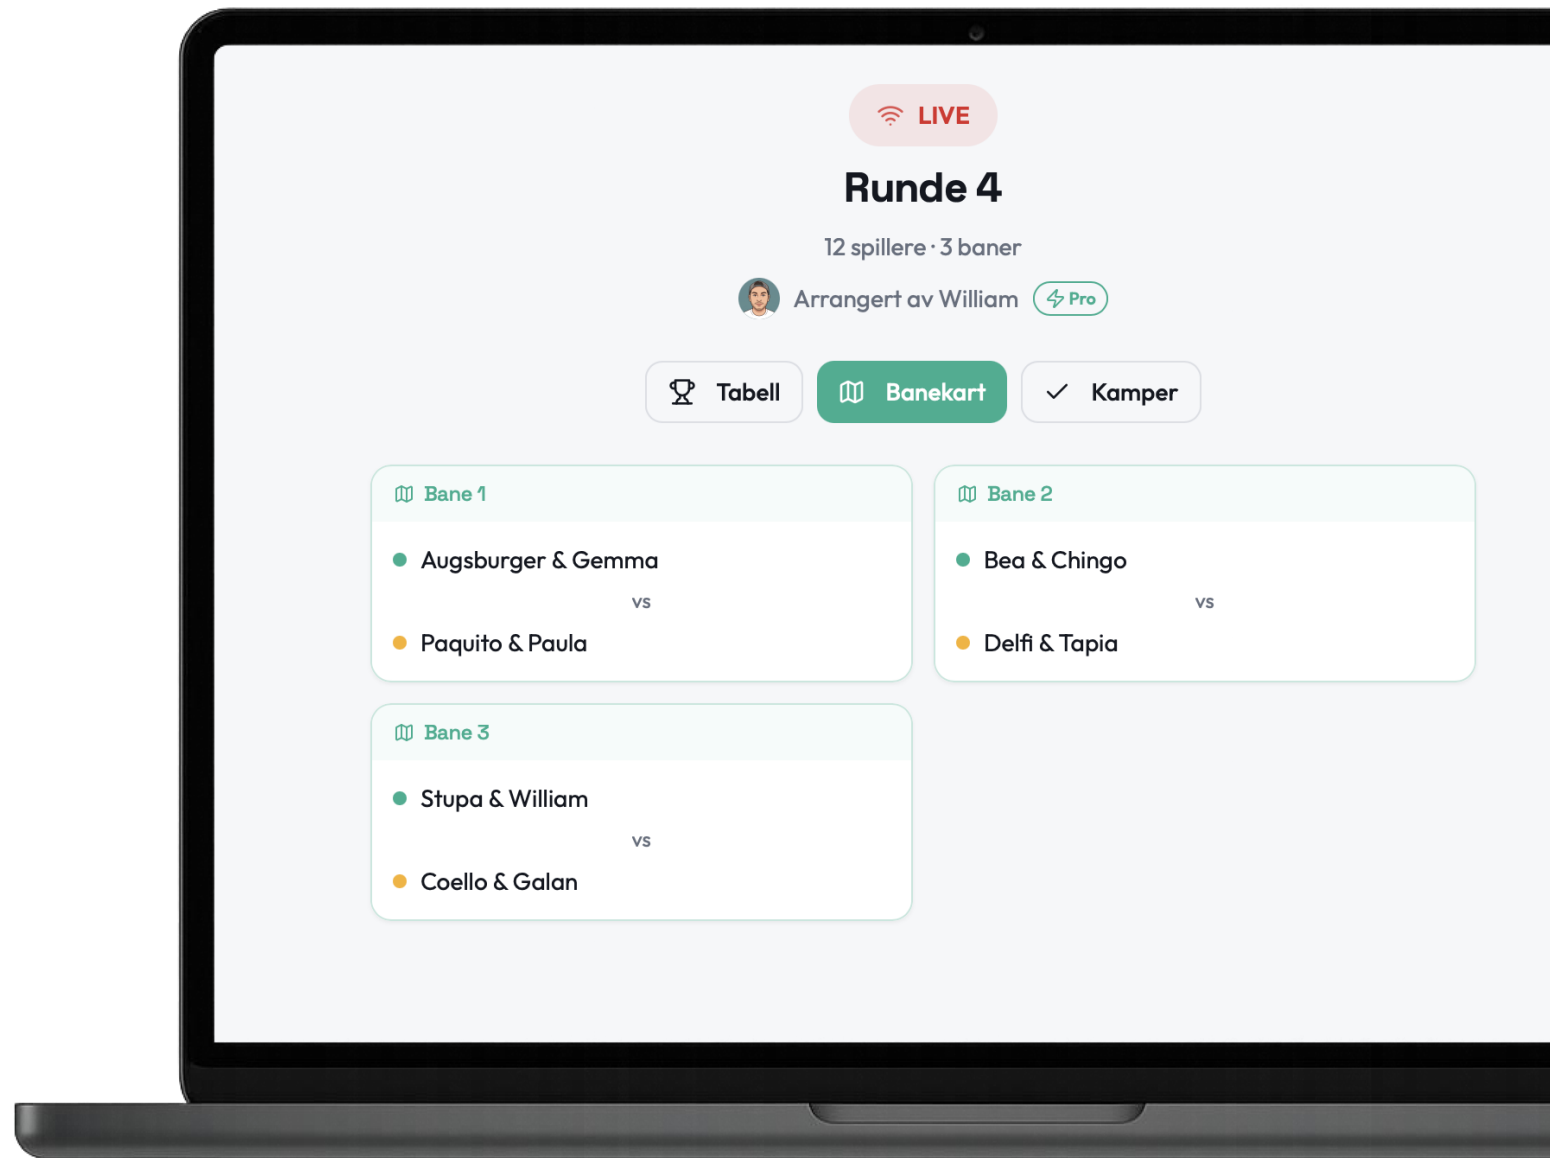 LIVE
Runde 4
12 spillere · 3 baner
Arrangert av William Pro
Tabell Banekart Kamper
Bane 1
Augsburger & Gemma
vs
Paquito & Paula
Bane 2
Bea & Chingo
vs
Delfi & Tapia
Bane 3
Stupa & William
vs
Coello & Galan